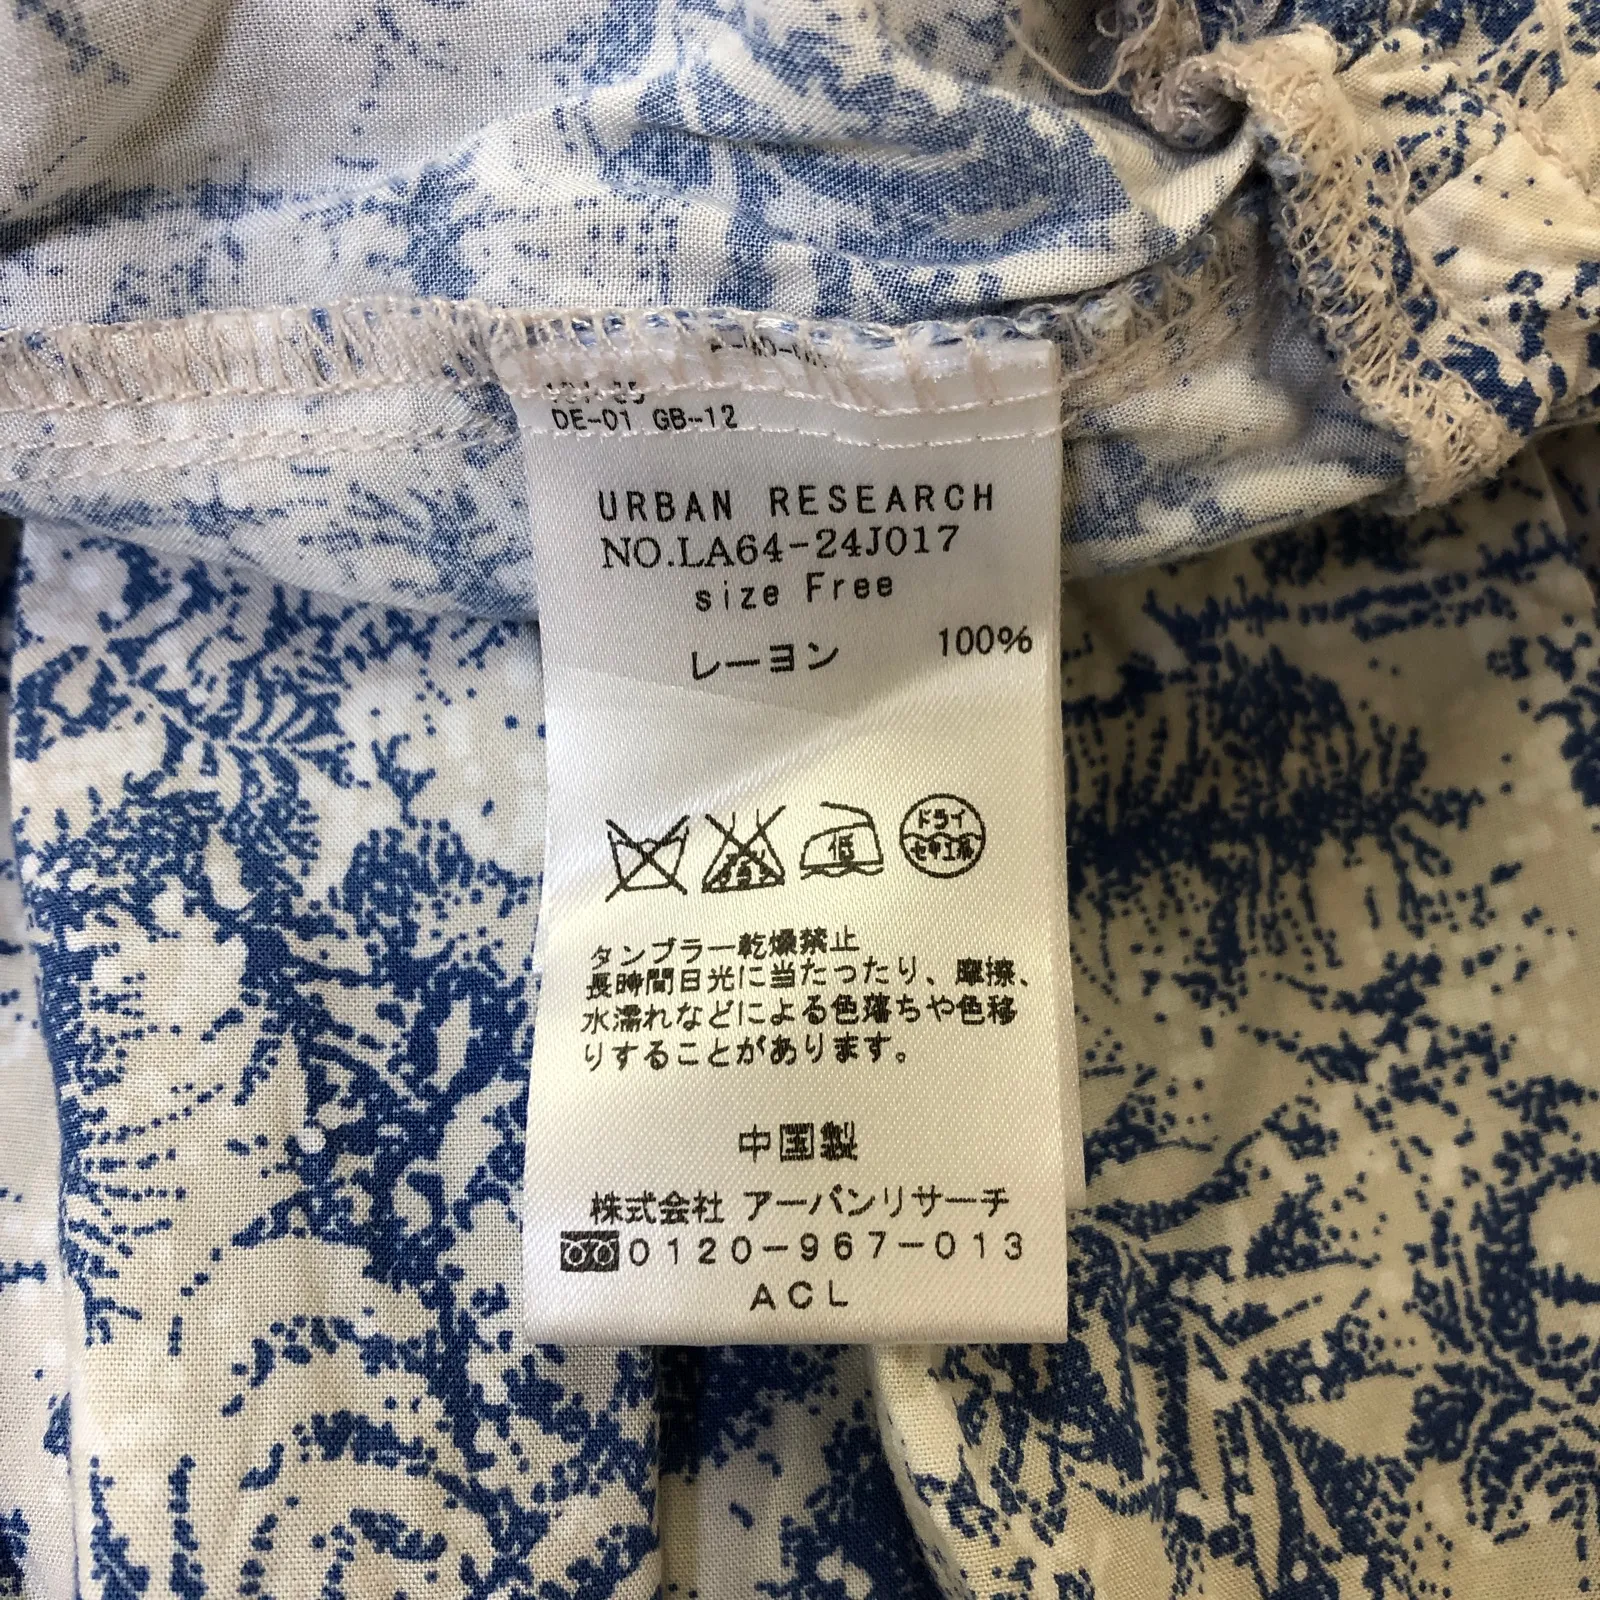 DE-01 GB-12
URBAN RESEARCH
NO.LA64-24J017
size Free
レーヨン 100%
低
ドライ
セキユ系
タンブラー乾燥禁止
長時間日光に当たったり、摩擦、
水濡れなどによる色落ちや色移
りすることがあります。
中国製
株式会社 アーバンリサーチ
0120-967-013
ACL